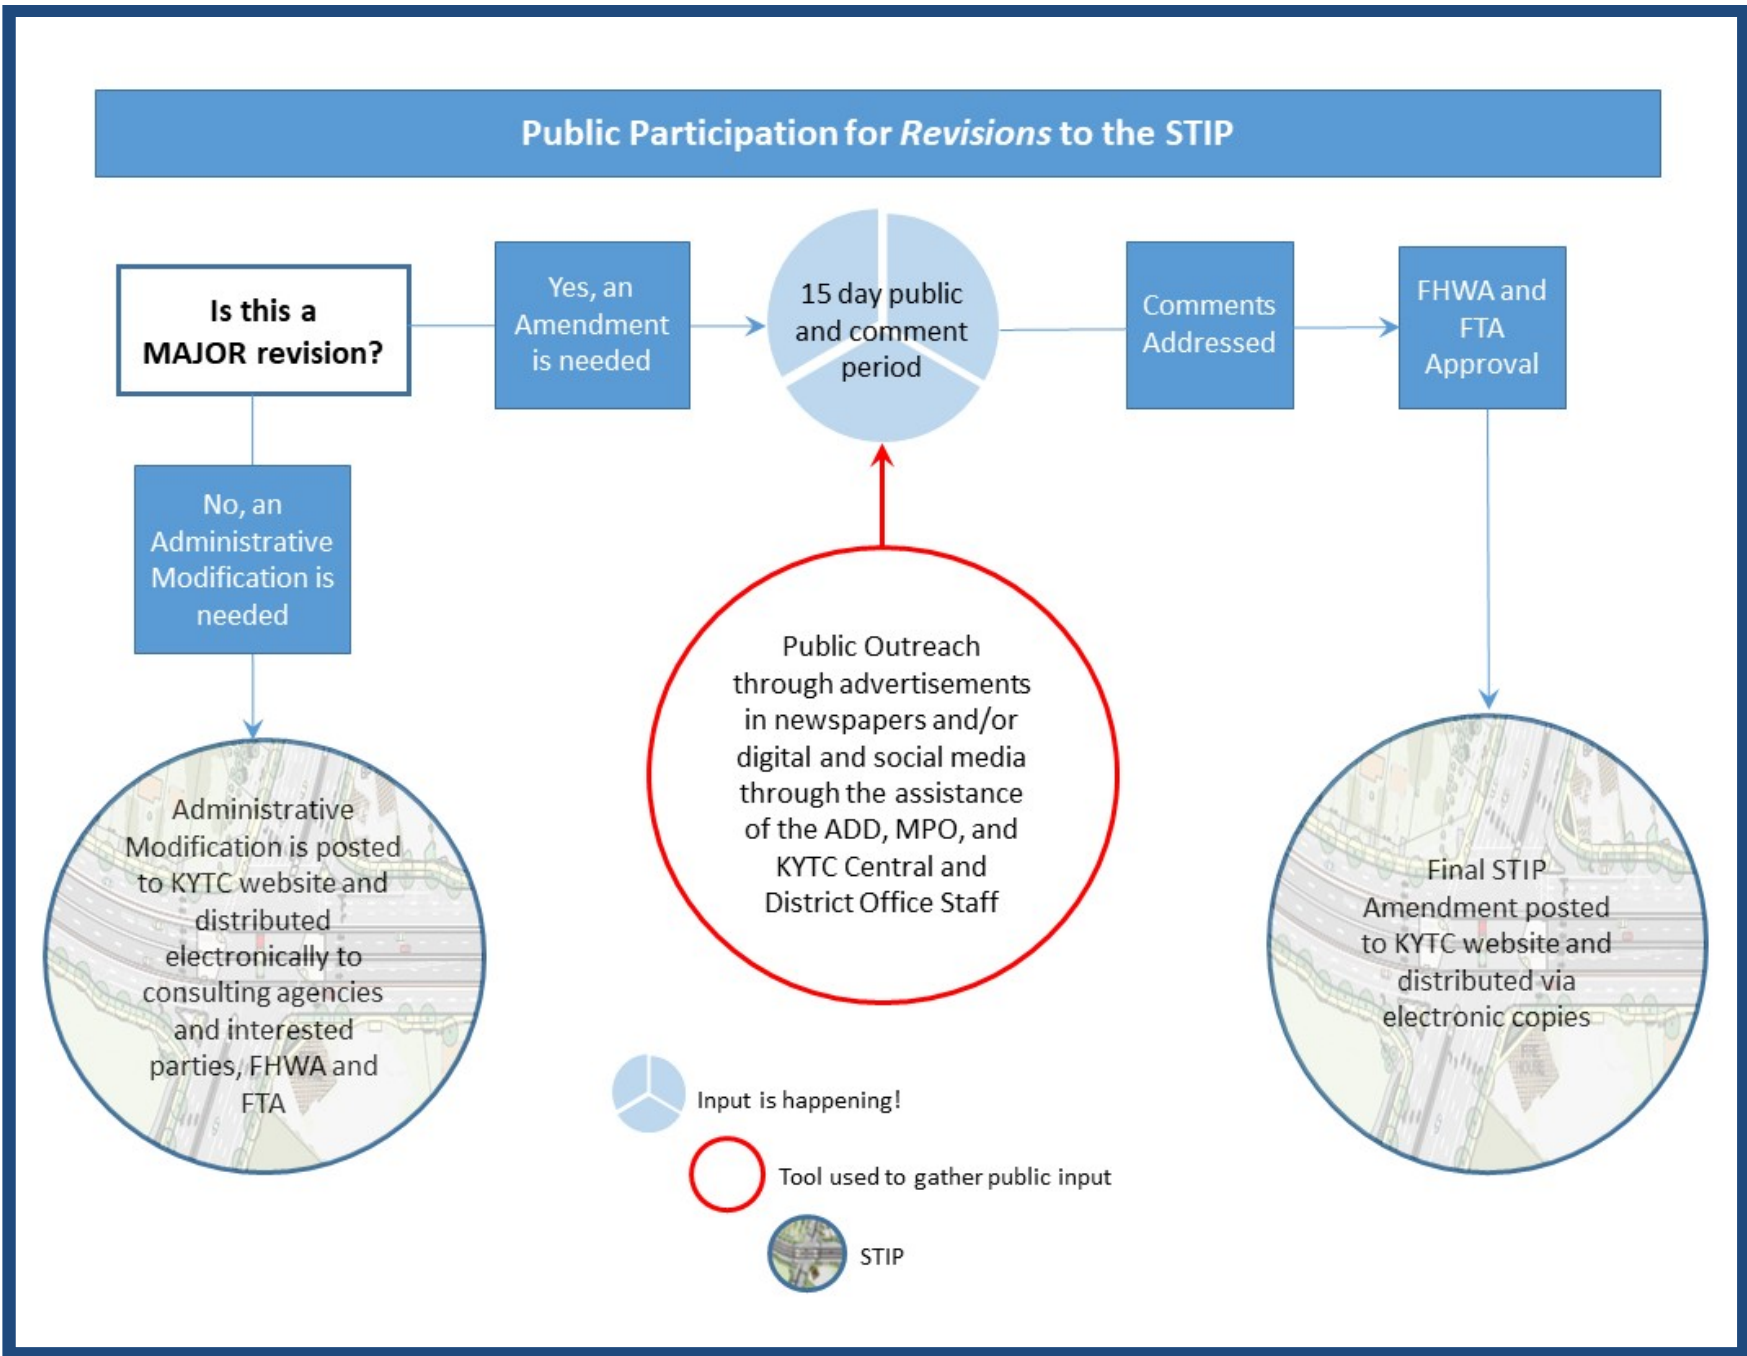 Public Participation for Revisions to the STIP
Is this a
MAJOR revision?
Yes, an
Amendment
is needed
15 day public
and comment
period
Comments
Addressed
FHWA and
FTA
Approval
No, an
Administrative
Modification is
needed
Public Outreach
through advertisements
in newspapers and/or
digital and social media
through the assistance
of the ADD, MPO, and
KYTC Central and
District Office Staff
Administrative
Modification is posted
to KYTC website and
distributed
electronically to
consulting agencies
and interested
parties, FHWA and
FTA
Final STIP
Amendment posted
to KYTC website and
distributed via
electronic copies
FIRE
HOUSE
Input is happening!
Tool used to gather public input
STIP